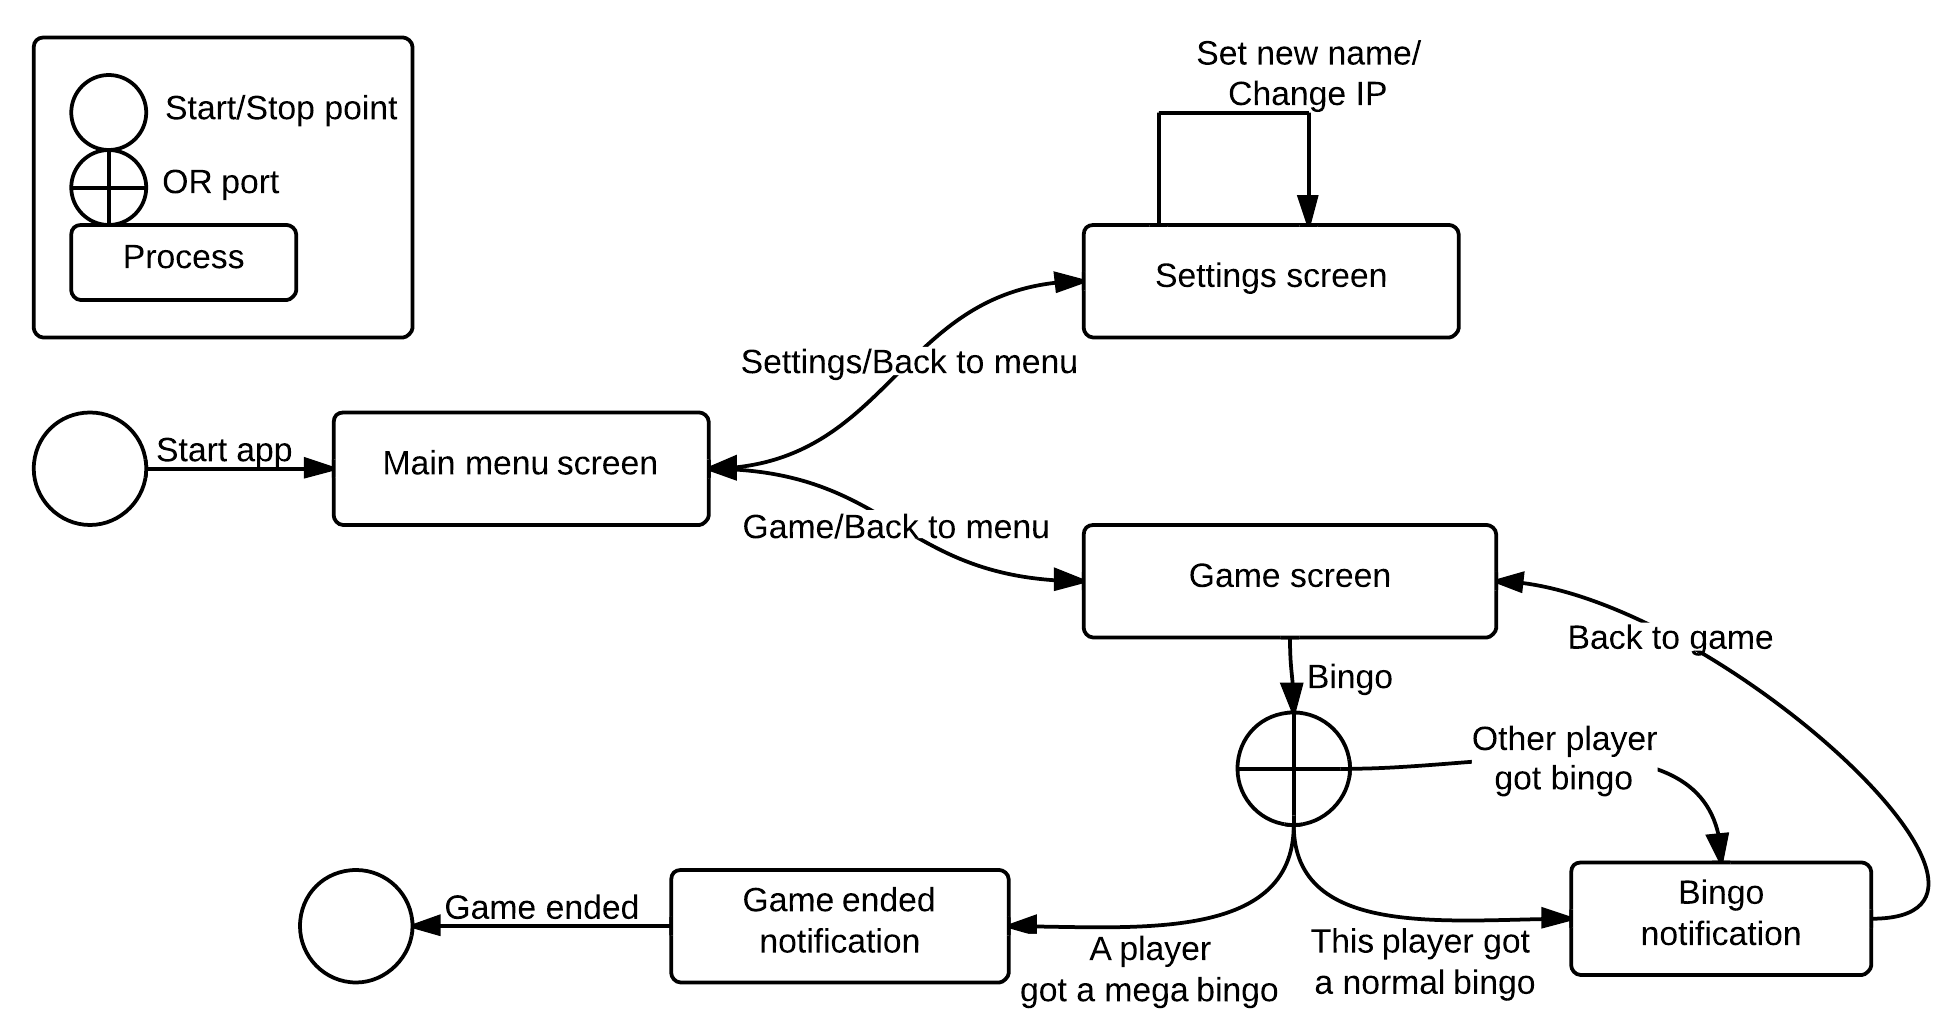 Start/Stop point
OR port
Process
Set new name/
Change IP
Settings screen
Settings/Back to menu
Start app
Main menu screen
Game/Back to menu
Game screen
Back to game
Bingo
Other player
got bingo
Bingo
notification
Game ended
Game ended
notification
A player
got a mega bingo
This player got
a normal bingo